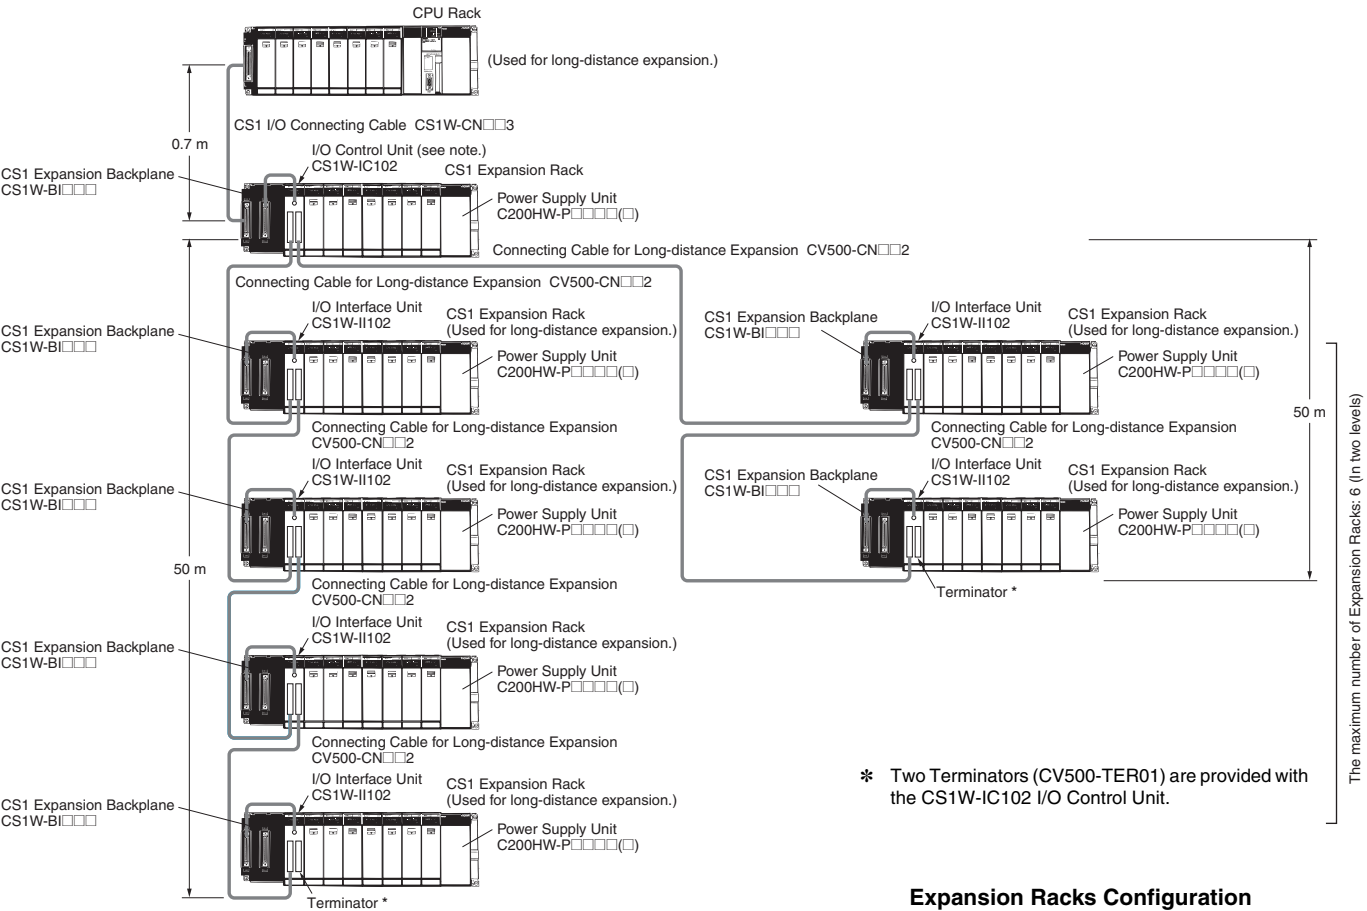 CPU Rack
(Used for long-distance expansion.)
CS1 I/O Connecting Cable CS1W-CN□□3
0.7 m
I/O Control Unit (see note.)
CS1W-IC102
CS1 Expansion Rack
CS1 Expansion Backplane
CS1W-BI□□□
Power Supply Unit
C200HW-P□□□□(□)
Connecting Cable for Long-distance Expansion CV500-CN□□2
Connecting Cable for Long-distance Expansion CV500-CN□□2
I/O Interface Unit
CS1W-II102
CS1 Expansion Rack
(Used for long-distance expansion.)
CS1 Expansion Backplane
CS1W-BI□□□
Power Supply Unit
C200HW-P□□□□(□)
CS1 Expansion Backplane
CS1W-BI□□□
I/O Interface Unit
CS1W-II102
CS1 Expansion Rack
(Used for long-distance expansion.)
Power Supply Unit
C200HW-P□□□□(□)
50 m
Connecting Cable for Long-distance Expansion
CV500-CN□□2
Connecting Cable for Long-distance Expansion
CV500-CN□□2
I/O Interface Unit
CS1W-II102
CS1 Expansion Rack
(Used for long-distance expansion.)
CS1 Expansion Backplane
CS1W-BI□□□
Power Supply Unit
C200HW-P□□□□(□)
CS1 Expansion Backplane
CS1W-BI□□□
I/O Interface Unit
CS1W-II102
CS1 Expansion Rack
(Used for long-distance expansion.)
Power Supply Unit
C200HW-P□□□□(□)
Terminator *
50 m
Connecting Cable for Long-distance Expansion
CV500-CN□□2
I/O Interface Unit
CS1W-II102
CS1 Expansion Rack
(Used for long-distance expansion.)
CS1 Expansion Backplane
CS1W-BI□□□
Power Supply Unit
C200HW-P□□□□(□)
Connecting Cable for Long-distance Expansion
CV500-CN□□2
I/O Interface Unit
CS1W-II102
CS1 Expansion Rack
(Used for long-distance expansion.)
CS1 Expansion Backplane
CS1W-BI□□□
Power Supply Unit
C200HW-P□□□□(□)
Terminator *
The maximum number of Expansion Racks: 6 (In two levels)
* Two Terminators (CV500-TER01) are provided with
the CS1W-IC102 I/O Control Unit.
Expansion Racks Configuration